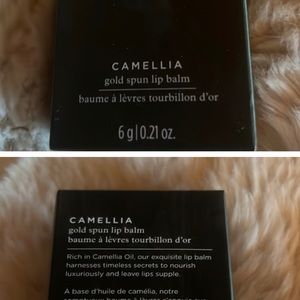 CAMELLIA
gold spun lip balm
baume à lèvres tourbillon d'or
6 g | 0.21 oz.
CAMELLIA
gold spun lip balm
baume à lèvres tourbillon d'or
Rich in Camellia Oil, our exquisite lip balm
harnesses timeless secrets to nourish
luxuriously and leave lips supple.
A base d'huile de camélia, notre